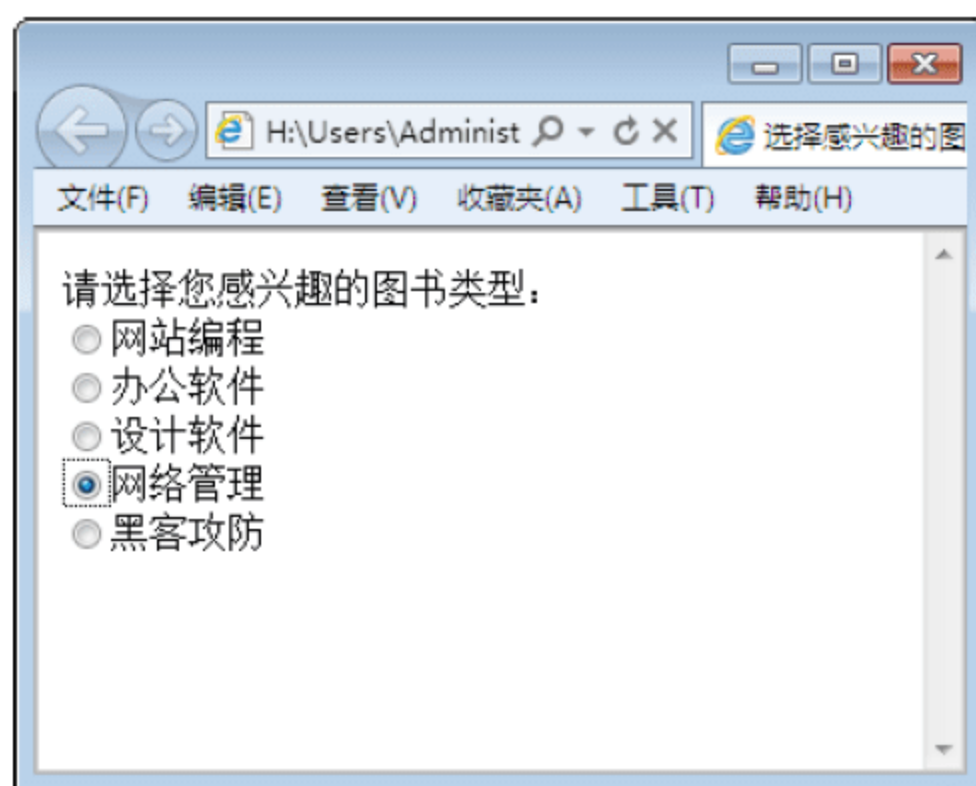 H:\Users\Administ
选择感兴趣的图
文件(F) 编辑(E) 查看(V) 收藏夹(A) 工具(T) 帮助(H)
请选择您感兴趣的图书类型：
网站编程
办公软件
设计软件
网络管理
黑客攻防